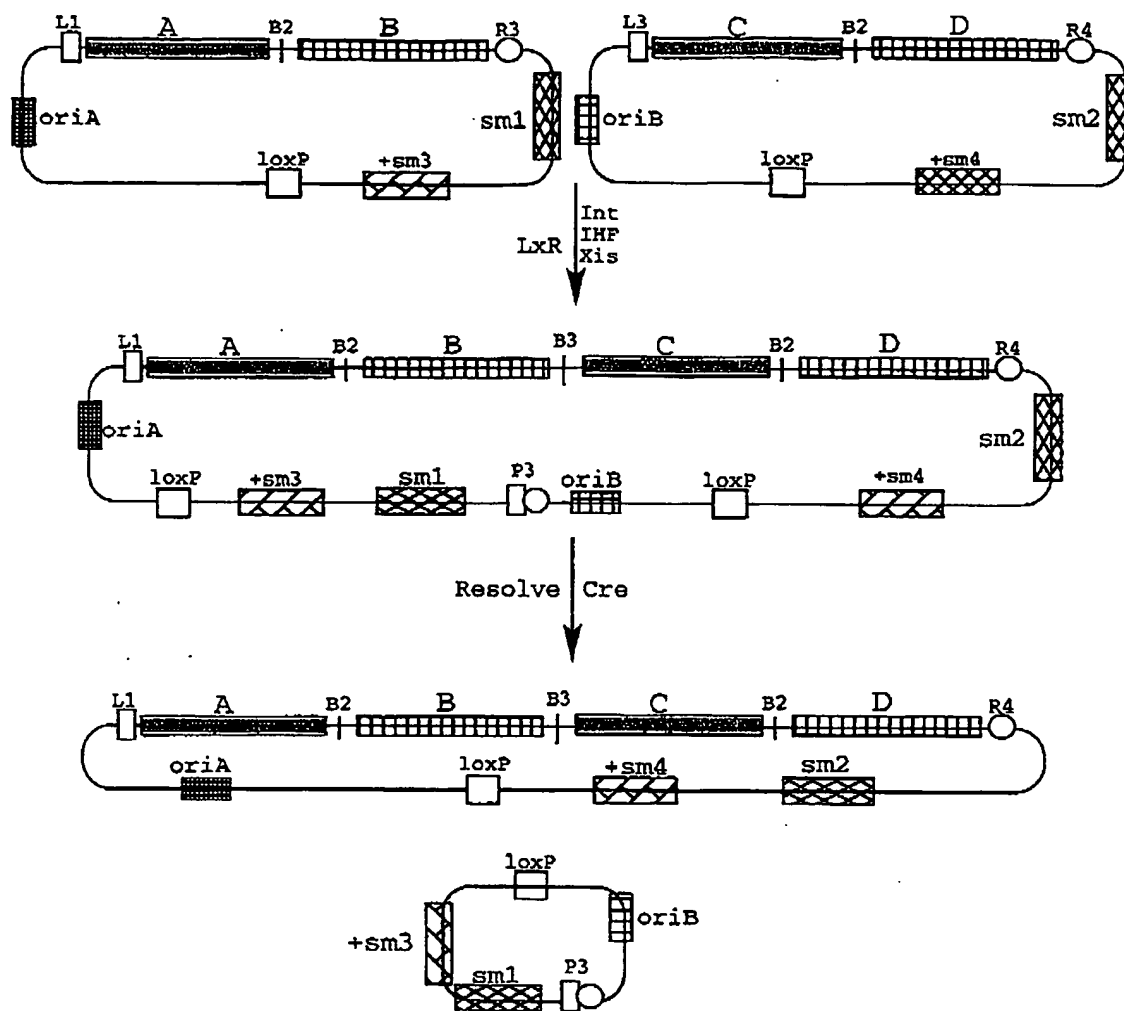 L1 A B2 B R3
oriA sm1
loxP +sm3
L3 C B2 D R4
oriB sm2
loxP +sm4
LxR
Int
IHF
Xis
L1 A B2 B B3 C B2 D R4
oriA sm2
loxP +sm3 sm1 P3 oriB loxP +sm4
Resolve Cre
L1 A B2 B B3 C B2 D R4
oriA loxP +sm4 sm2
loxP
+sm3 oriB
sm1 P3